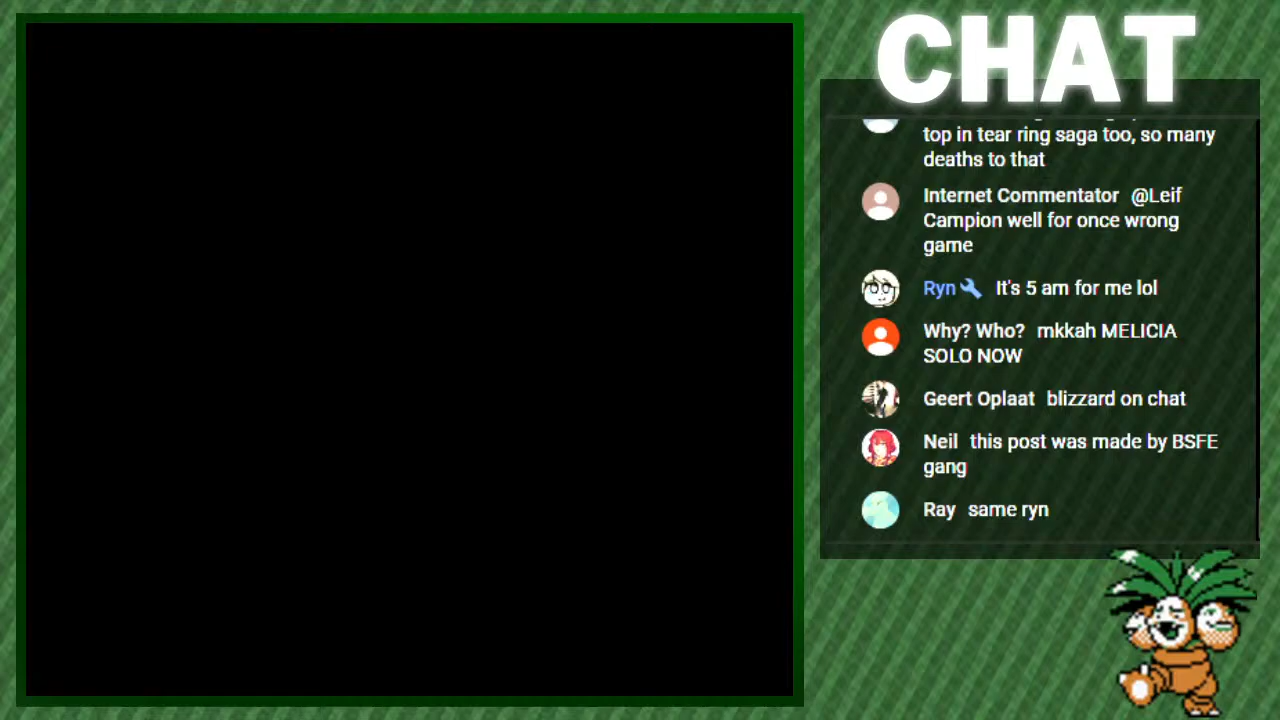 CHAT
top in tear ring saga too, so many
deaths to that
Internet Commentator @Leif
Campion well for once wrong
game
Ryn It's 5 am for me lol
Why? Who? mkkah MELICIA
SOLO NOW
Geert Oplaat blizzard on chat
Neil this post was made by BSFE
gang
Ray same ryn